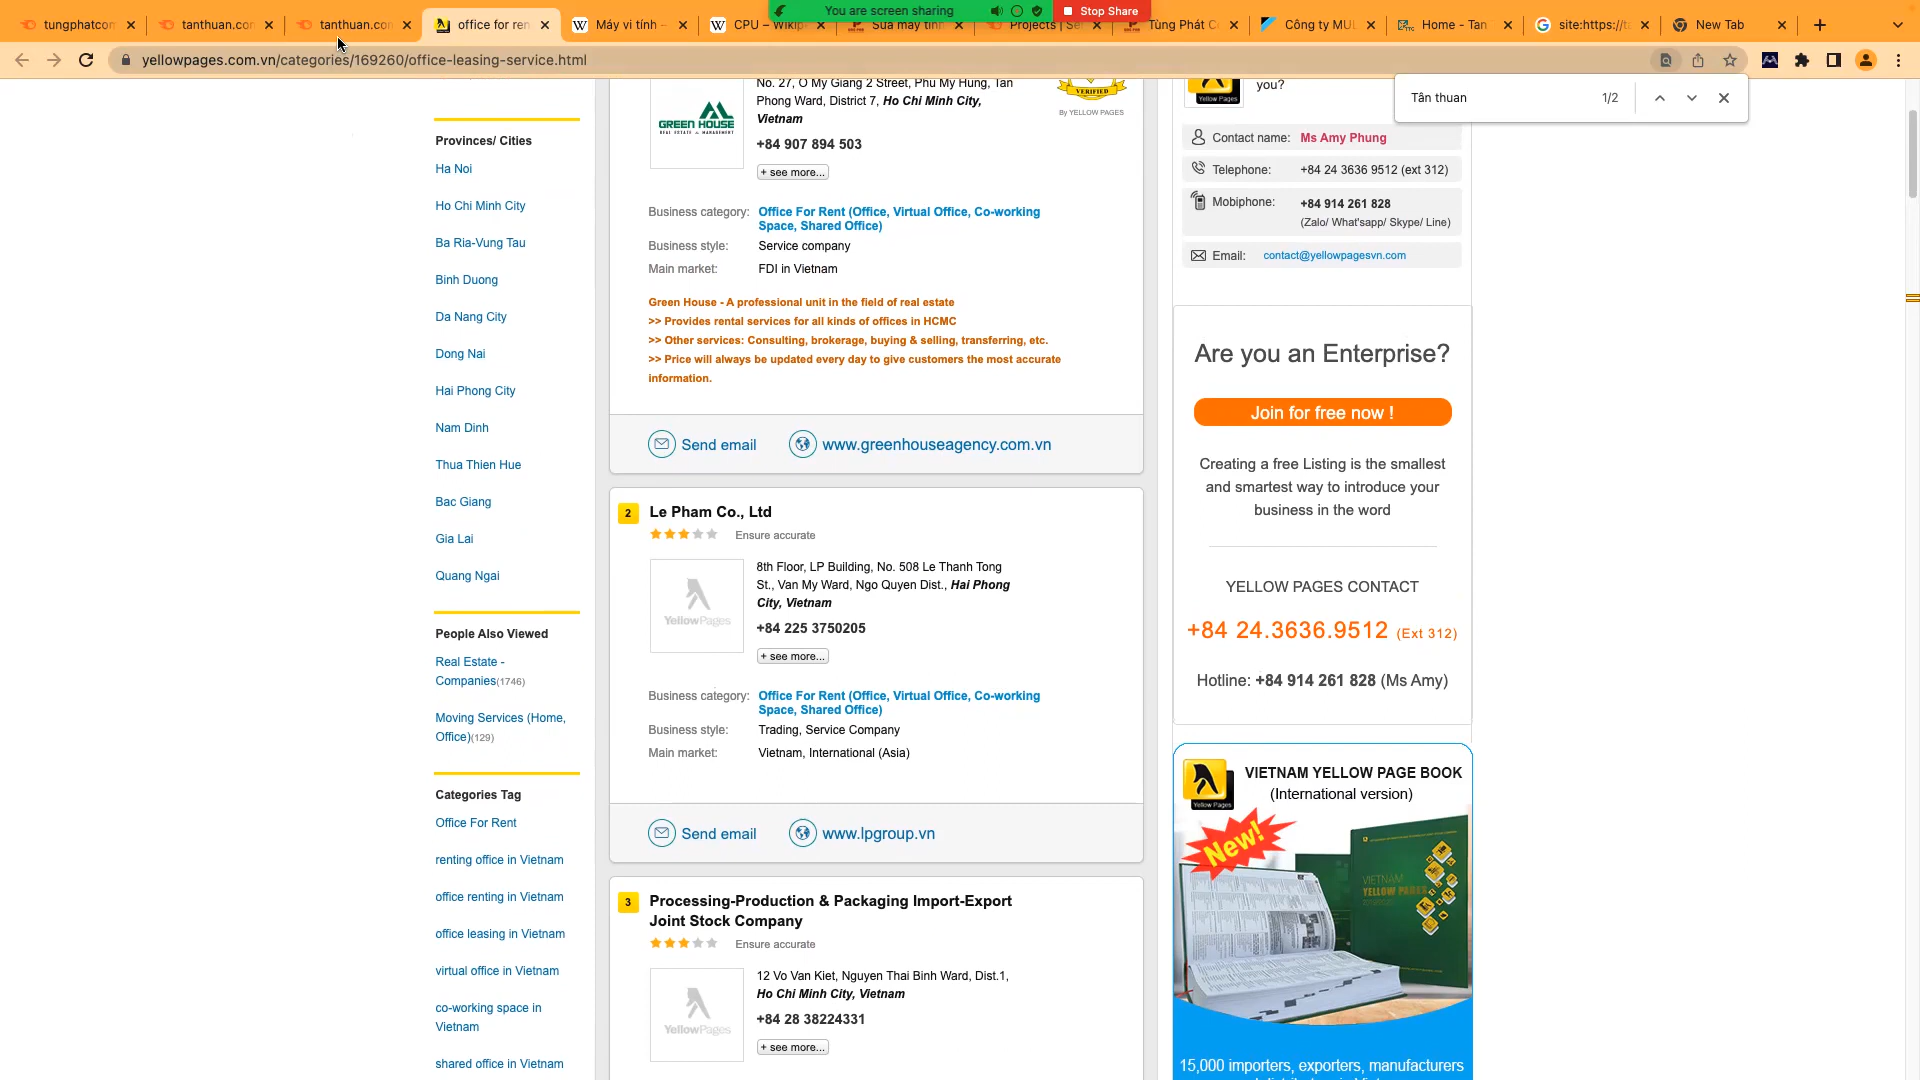 tungphatcom
tanthuan.cor
tanthuan.cor
office for ren
Máy vi tính –
CPU – Wikip
Sửa máy tính
Projects | Se
Tùng Phát C
Công ty MUL
Home - Tan
site:https://ta
New Tab
You are screen sharing
Stop Share
yellowpages.com.vn/categories/169260/office-leasing-service.html
Tân thuan
1/2
Provinces/ Cities
Ha Noi
Ho Chi Minh City
Ba Ria-Vung Tau
Binh Duong
Da Nang City
Dong Nai
Hai Phong City
Nam Dinh
Thua Thien Hue
Bac Giang
Gia Lai
Quang Ngai
People Also Viewed
Real Estate -
Companies(1746)
Moving Services (Home,
Office)(129)
Categories Tag
Office For Rent
renting office in Vietnam
office renting in Vietnam
office leasing in Vietnam
virtual office in Vietnam
co-working space in
Vietnam
shared office in Vietnam
GREEN HOUSE
REAL ESTATE & MANAGEMENT
No. 27, O My Giang 2 Street, Phu My Hung, Tan
Phong Ward, District 7, Ho Chi Minh City,
Vietnam
+84 907 894 503
+ see more...
VERIFIED
By YELLOW PAGES
Business category: Office For Rent (Office, Virtual Office, Co-working
Space, Shared Office)
Business style: Service company
Main market: FDI in Vietnam
Green House - A professional unit in the field of real estate
>> Provides rental services for all kinds of offices in HCMC
>> Other services: Consulting, brokerage, buying & selling, transferring, etc.
>> Price will always be updated every day to give customers the most accurate
information.
Send email
www.greenhouseagency.com.vn
2
Le Pham Co., Ltd
Ensure accurate
YellowPages
8th Floor, LP Building, No. 508 Le Thanh Tong
St., Van My Ward, Ngo Quyen Dist., Hai Phong
City, Vietnam
+84 225 3750205
+ see more...
Business category: Office For Rent (Office, Virtual Office, Co-working
Space, Shared Office)
Business style: Trading, Service Company
Main market: Vietnam, International (Asia)
Send email
www.lpgroup.vn
3
Processing-Production & Packaging Import-Export
Joint Stock Company
Ensure accurate
YellowPages
12 Vo Van Kiet, Nguyen Thai Binh Ward, Dist.1,
Ho Chi Minh City, Vietnam
+84 28 38224331
+ see more...
Yellow Pages
you?
Contact name: Ms Amy Phung
Telephone: +84 24 3636 9512 (ext 312)
Mobiphone: +84 914 261 828
(Zalo/ What'sapp/ Skype/ Line)
Email: contact@yellowpagesvn.com
Are you an Enterprise?
Join for free now !
Creating a free Listing is the smallest
and smartest way to introduce your
business in the word
YELLOW PAGES CONTACT
+84 24.3636.9512 (Ext 312)
Hotline: +84 914 261 828 (Ms Amy)
Yellow Pages
VIETNAM YELLOW PAGE BOOK
(International version)
New!
VIETNAM
YELLOW PAGES
15,000 importers, exporters, manufacturers